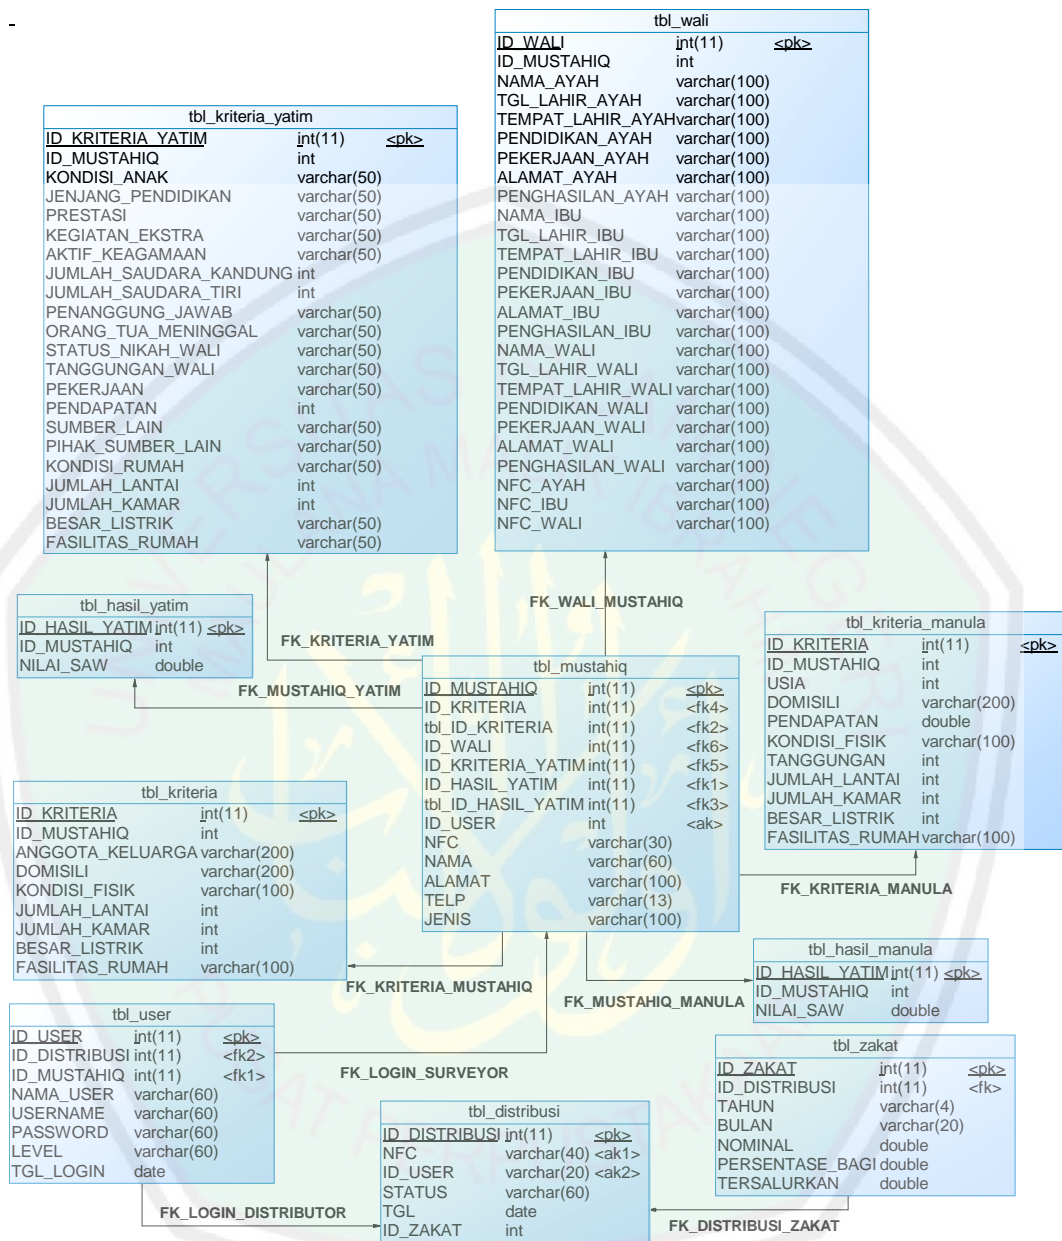 -
tbl_wali
ID_WALI int(11) <pk>
ID_MUSTAHIQ int
NAMA_AYAH varchar(100)
TGL_LAHIR_AYAH varchar(100)
TEMPAT_LAHIR_AYAH varchar(100)
PENDIDIKAN_AYAH varchar(100)
PEKERJAAN_AYAH varchar(100)
ALAMAT_AYAH varchar(100)
PENGHASILAN_AYAH varchar(100)
NAMA_IBU varchar(100)
TGL_LAHIR_IBU varchar(100)
TEMPAT_LAHIR_IBU varchar(100)
PENDIDIKAN_IBU varchar(100)
PEKERJAAN_IBU varchar(100)
ALAMAT_IBU varchar(100)
PENGHASILAN_IBU varchar(100)
NAMA_WALI varchar(100)
TGL_LAHIR_WALI varchar(100)
TEMPAT_LAHIR_WALI varchar(100)
PENDIDIKAN_WALI varchar(100)
PEKERJAAN_WALI varchar(100)
ALAMAT_WALI varchar(100)
PENGHASILAN_WALI varchar(100)
NFC_AYAH varchar(100)
NFC_IBU varchar(100)
NFC_WALI varchar(100)
tbl_kriteria_yatim
ID_KRITERIA_YATIM int(11) <pk>
ID_MUSTAHIQ int
KONDISI_ANAK varchar(50)
JENJANG_PENDIDIKAN varchar(50)
PRESTASI varchar(50)
KEGIATAN_EKSTRA varchar(50)
AKTIF_KEAGAMAAN varchar(50)
JUMLAH_SAUDARA_KANDUNG int
JUMLAH_SAUDARA_TIRI int
PENANGGUNG_JAWAB varchar(50)
ORANG_TUA_MENINGGAL varchar(50)
STATUS_NIKAH_WALI varchar(50)
TANGGUNGAN_WALI varchar(50)
PEKERJAAN varchar(50)
PENDAPATAN int
SUMBER_LAIN varchar(50)
PIHAK_SUMBER_LAIN varchar(50)
KONDISI_RUMAH varchar(50)
JUMLAH_LANTAI int
JUMLAH_KAMAR int
BESAR_LISTRIK varchar(50)
FASILITAS_RUMAH varchar(50)
FK_WALI_MUSTAHIQ
tbl_hasil_yatim
ID_HASIL_YATIM int(11) <pk>
ID_MUSTAHIQ int
NILAI_SAW double
FK_KRITERIA_YATIM
FK_MUSTAHIQ_YATIM
tbl_kriteria_manula
ID_KRITERIA int(11) <pk>
ID_MUSTAHIQ int
USIA int
DOMISILI varchar(200)
PENDAPATAN double
KONDISI_FISIK varchar(100)
TANGGUNGAN int
JUMLAH_LANTAI int
JUMLAH_KAMAR int
BESAR_LISTRIK int
FASILITAS_RUMAH varchar(100)
tbl_mustahiq
ID_MUSTAHIQ int(11) <pk>
ID_KRITERIA int(11) <fk4>
tbl_ID_KRITERIA int(11) <fk2>
ID_WALI int(11) <fk6>
ID_KRITERIA_YATIM int(11) <fk5>
ID_HASIL_YATIM int(11) <fk1>
tbl_ID_HASIL_YATIM int(11) <fk3>
ID_USER int <ak>
NFC varchar(30)
NAMA varchar(60)
ALAMAT varchar(100)
TELP varchar(13)
JENIS varchar(100)
tbl_kriteria
ID_KRITERIA int(11) <pk>
ID_MUSTAHIQ int
ANGGOTA_KELUARGA varchar(200)
DOMISILI varchar(200)
KONDISI_FISIK varchar(100)
JUMLAH_LANTAI int
JUMLAH_KAMAR int
BESAR_LISTRIK int
FASILITAS_RUMAH varchar(100)
FK_KRITERIA_MANULA
FK_KRITERIA_MUSTAHIQ
FK_MUSTAHIQ_MANULA
tbl_hasil_manula
ID_HASIL_YATIM int(11) <pk>
ID_MUSTAHIQ int
NILAI_SAW double
tbl_user
ID_USER int(11) <pk>
ID_DISTRIBUSI int(11) <fk2>
ID_MUSTAHIQ int(11) <fk1>
NAMA_USER varchar(60)
USERNAME varchar(60)
PASSWORD varchar(60)
LEVEL varchar(60)
TGL_LOGIN date
FK_LOGIN_SURVEYOR
tbl_zakat
ID_ZAKAT int(11) <pk>
ID_DISTRIBUSI int(11) <fk>
TAHUN varchar(4)
BULAN varchar(20)
NOMINAL double
PERSENTASE_BAGI double
TERSALURKAN double
tbl_distribusi
ID_DISTRIBUSI int(11) <pk>
NFC varchar(40) <ak1>
ID_USER varchar(20) <ak2>
STATUS varchar(60)
TGL date
ID_ZAKAT int
FK_LOGIN_DISTRIBUTOR
FK_DISTRIBUSI_ZAKAT